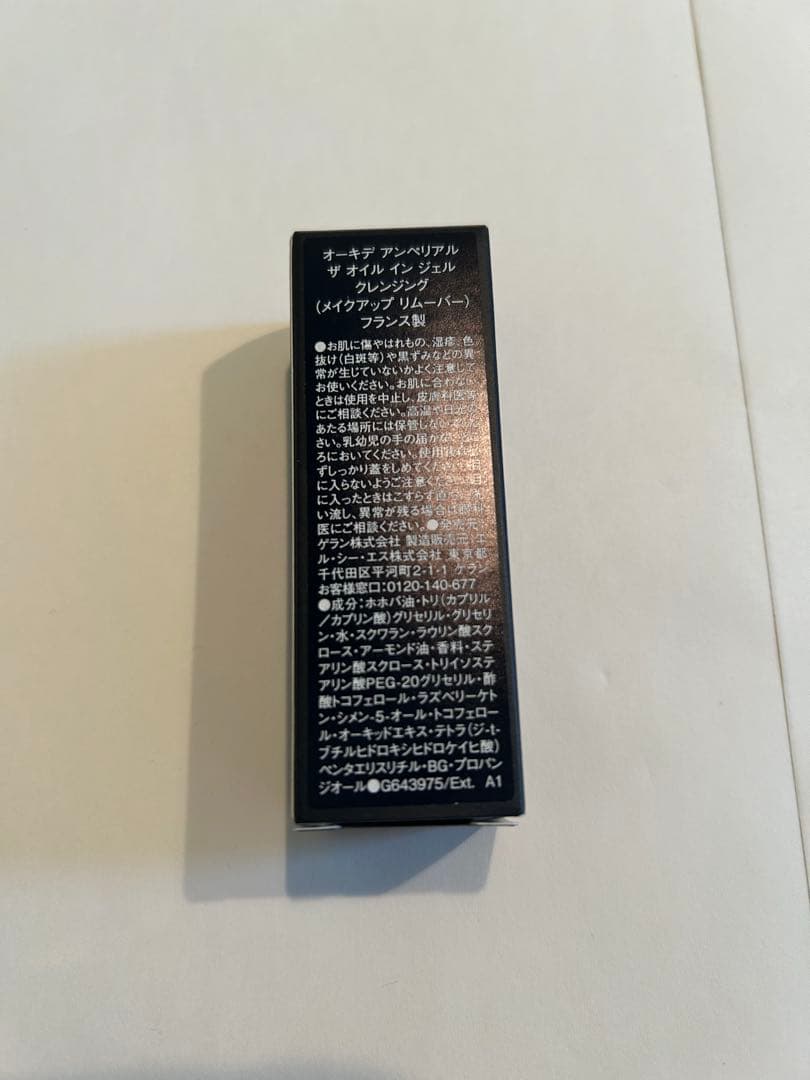 オーキデ アンペリアル
ザ オイル イン ジェル
クレンジング
(メイクアップ リムーバー)
フランス製
●お肌に傷やはれもの、湿疹、色
抜け(白斑等)や黒ずみなどの異
常が生じていないかよく注意して
お使いください。お肌に合わない
ときは使用を中止し、皮膚科医等
にご相談ください。高温や日光の
あたる場所には保管しないでくだ
さい。乳幼児の手の届かない
ろにおいてください。使用後は必
ずしっかり蓋をしめてください。
に入らないようご注意ください。目
に入ったときはこすらず直
い流し、異常が残る場合は眼科
医にご相談ください。●発売元
ゲラン株式会社 製造販売元:エ
ル・シー・エス株式会社 東京都
千代田区平河町2-1-1 ゲラン
お客様窓口:0120-140-677
●成分:ホホバ油・トリ(カプリル
/カプリン酸)グリセリル・グリセリ
ン・水・スクワラン・ラウリン酸スク
ロース・アーモンド油・香料・ステ
アリン酸スクロース・トリイソステ
アリン酸PEG-20グリセリル・酢
酸トコフェロール・ラズベリーケト
ン・シメン-5-オール・トコフェロー
ル・オーキッドエキス・テトラ(ジ-t-
ブチルヒドロキシヒドロケイヒ酸)
ペンタエリスリチル・BG・プロパン
ジオール●G643975/Ext. A1